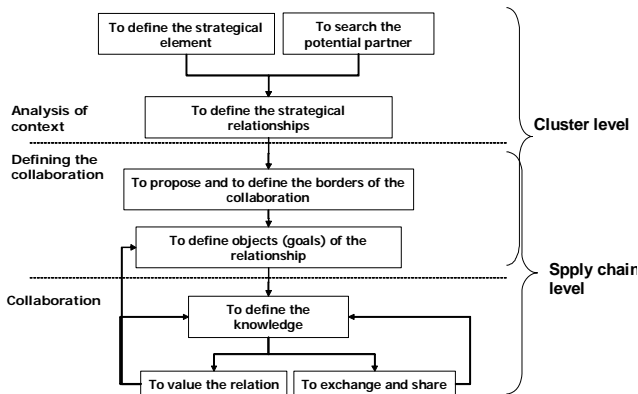 To define the strategical
element
To search the
potential partner
Analysis of
context
To define the strategical
relationships
Cluster level
Defining the
collaboration
To propose and to define the borders of the
collaboration
To define objects (goals) of the
relationship
Spply chain
level
Collaboration
To define the
knowledge
To value the relation
To exchange and share